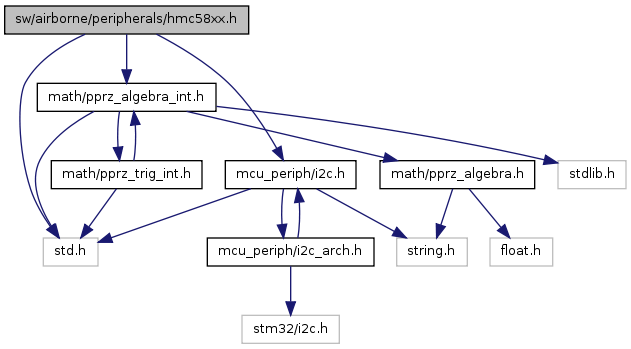 sw/airborne/peripherals/hmc58xx.h
math/pprz_algebra_int.h
math/pprz_trig_int.h
mcu_periph/i2c.h
math/pprz_algebra.h
stdlib.h
std.h
mcu_periph/i2c_arch.h
string.h
float.h
stm32/i2c.h